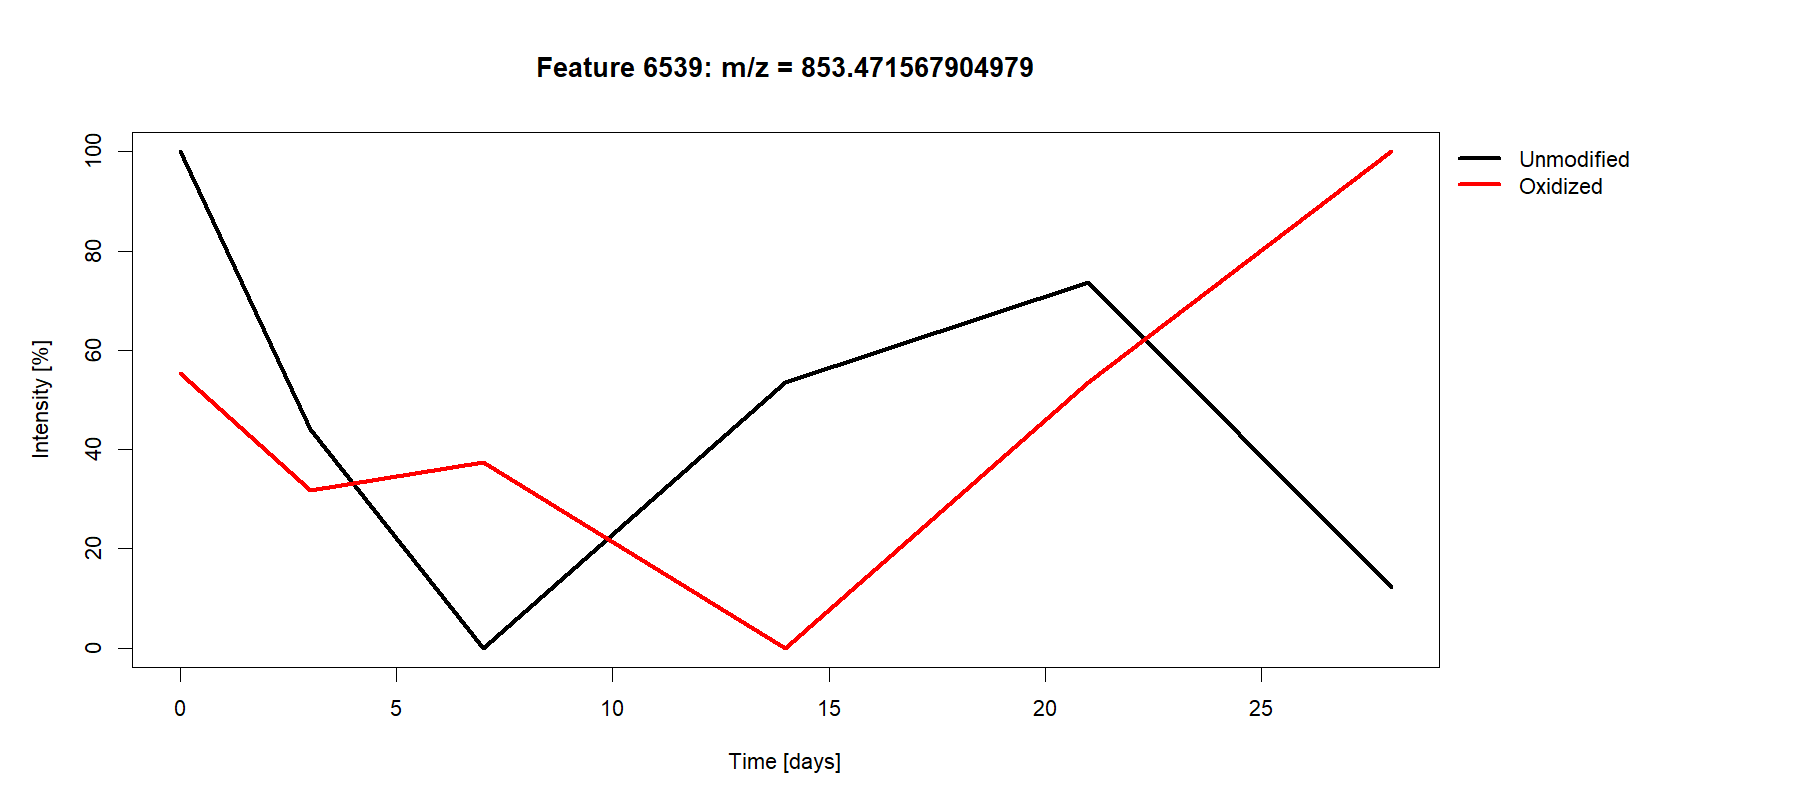 Feature 6539: m/z = 853.471567904979
Unmodified
Oxidized
Intensity [%]
100
80
60
40
20
0
0 5 10 15 20 25
Time [days]